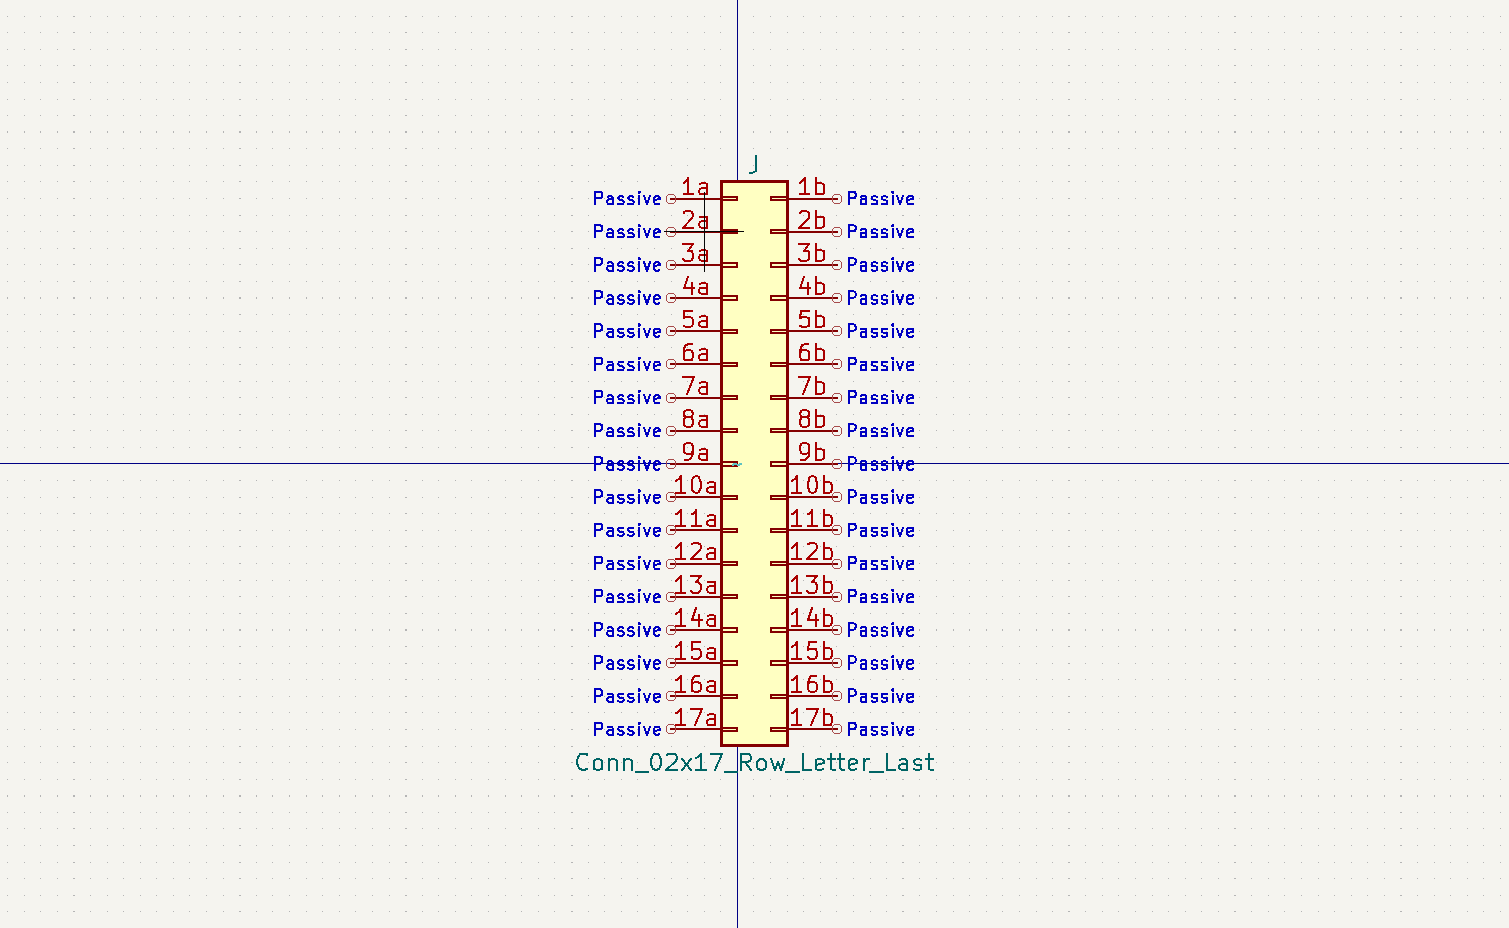 J
Passive 1a 1b Passive
Passive 2a 2b Passive
Passive 3a 3b Passive
Passive 4a 4b Passive
Passive 5a 5b Passive
Passive 6a 6b Passive
Passive 7a 7b Passive
Passive 8a 8b Passive
Passive 9a 9b Passive
Passive 10a 10b Passive
Passive 11a 11b Passive
Passive 12a 12b Passive
Passive 13a 13b Passive
Passive 14a 14b Passive
Passive 15a 15b Passive
Passive 16a 16b Passive
Passive 17a 17b Passive
Conn_02x17_Row_Letter_Last